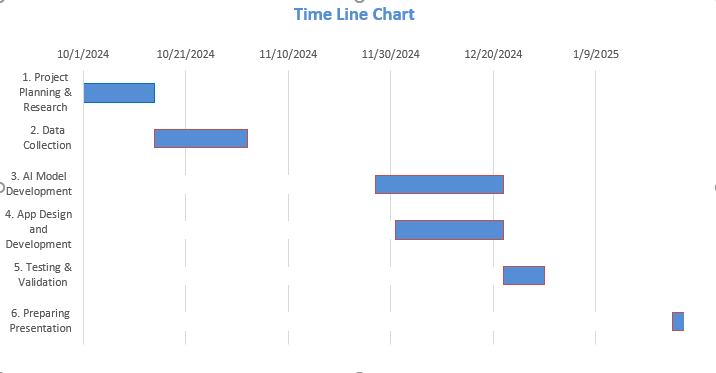 Time Line Chart
10/1/2024 10/21/2024 11/10/2024 11/30/2024 12/20/2024 1/9/2025
1. Project
Planning &
Research
2. Data
Collection
3. AI Model
Development
4. App Design
and
Development
5. Testing &
Validation
6. Preparing
Presentation